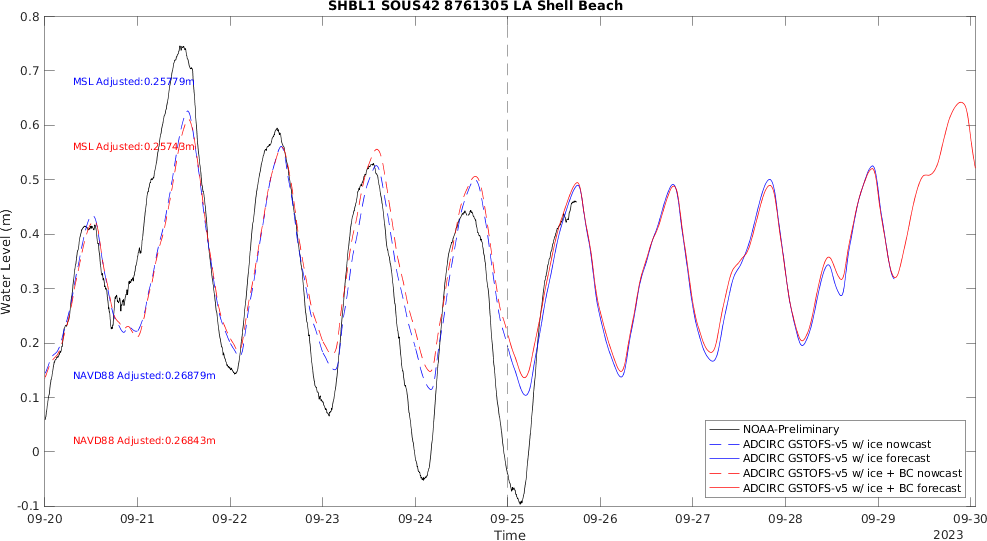 SHBL1 SOUS42 8761305 LA Shell Beach
Water Level (m)
0.8
0.7
0.6
0.5
0.4
0.3
0.2
0.1
0
-0.1
MSL Adjusted:0.25779m
MSL Adjusted:0.25743m
NAVD88 Adjusted:0.26879m
NAVD88 Adjusted:0.26843m
NOAA-Preliminary
ADCIRC GSTOFS-v5 w/ ice nowcast
ADCIRC GSTOFS-v5 w/ ice forecast
ADCIRC GSTOFS-v5 w/ ice + BC nowcast
ADCIRC GSTOFS-v5 w/ ice + BC forecast
09-20 09-21 09-22 09-23 09-24 09-25 09-26 09-27 09-28 09-29 09-30
Time
2023